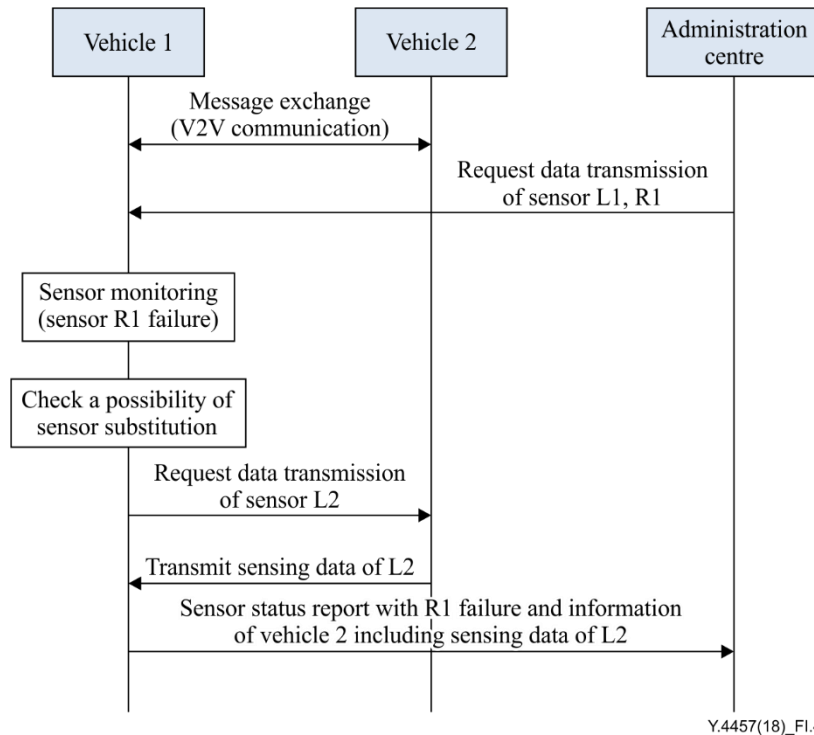 Vehicle 1
Vehicle 2
Administration
centre
Message exchange
(V2V communication)
Request data transmission
of sensor L1, R1
Sensor monitoring
(sensor R1 failure)
Check a possibility of
sensor substitution
Request data transmission
of sensor L2
Transmit sensing data of L2
Sensor status report with R1 failure and information
of vehicle 2 including sensing data of L2
Y.4457(18)_FI.